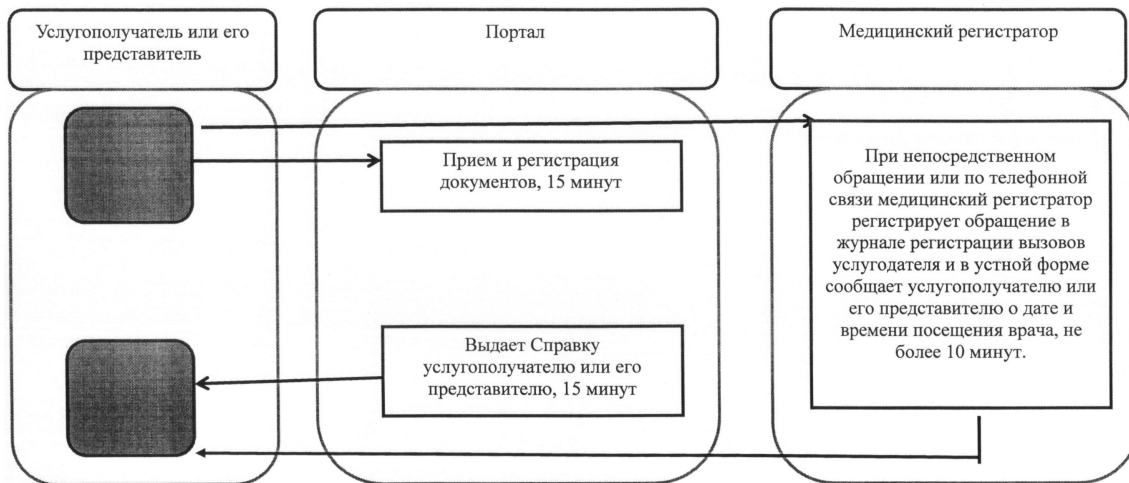 Услугополучатель или его
представитель
Портал
Медицинский регистратор
Прием и регистрация
документов, 15 минут
При непосредственном
обращении или по телефонной
связи медицинский регистратор
регистрирует обращение в
журнале регистрации вызовов
услугодателя и в устной форме
сообщает услугополучателю или
его представителю о дате и
времени посещения врача, не
более 10 минут.
Выдает Справку
услугополучателю или его
представителю, 15 минут